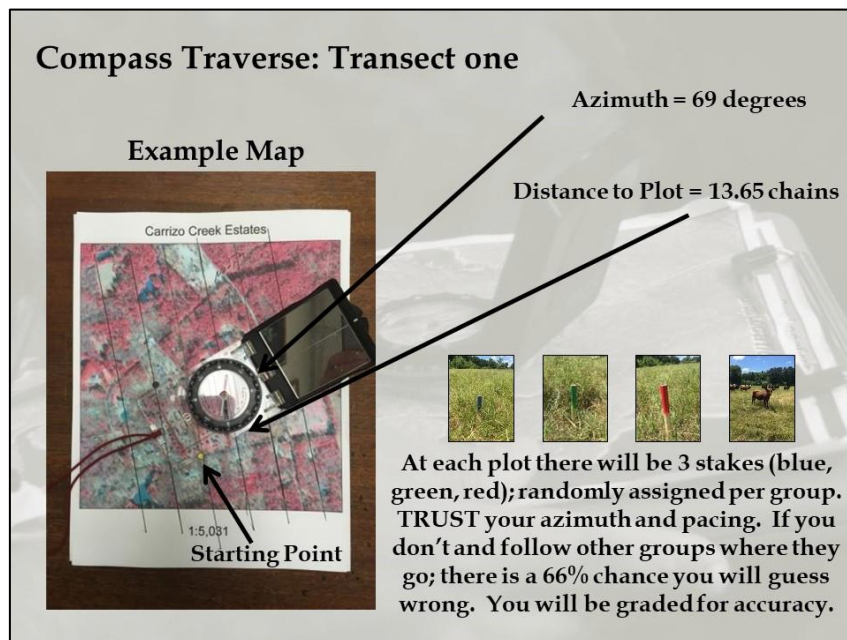 Compass Traverse: Transect one
Azimuth = 69 degrees
Example Map
Distance to Plot = 13.65 chains
Carrizo Creek Estates
1:5,031
Starting Point
At each plot there will be 3 stakes (blue,
green, red); randomly assigned per group.
TRUST your azimuth and pacing. If you
don't and follow other groups where they
go; there is a 66% chance you will guess
wrong. You will be graded for accuracy.